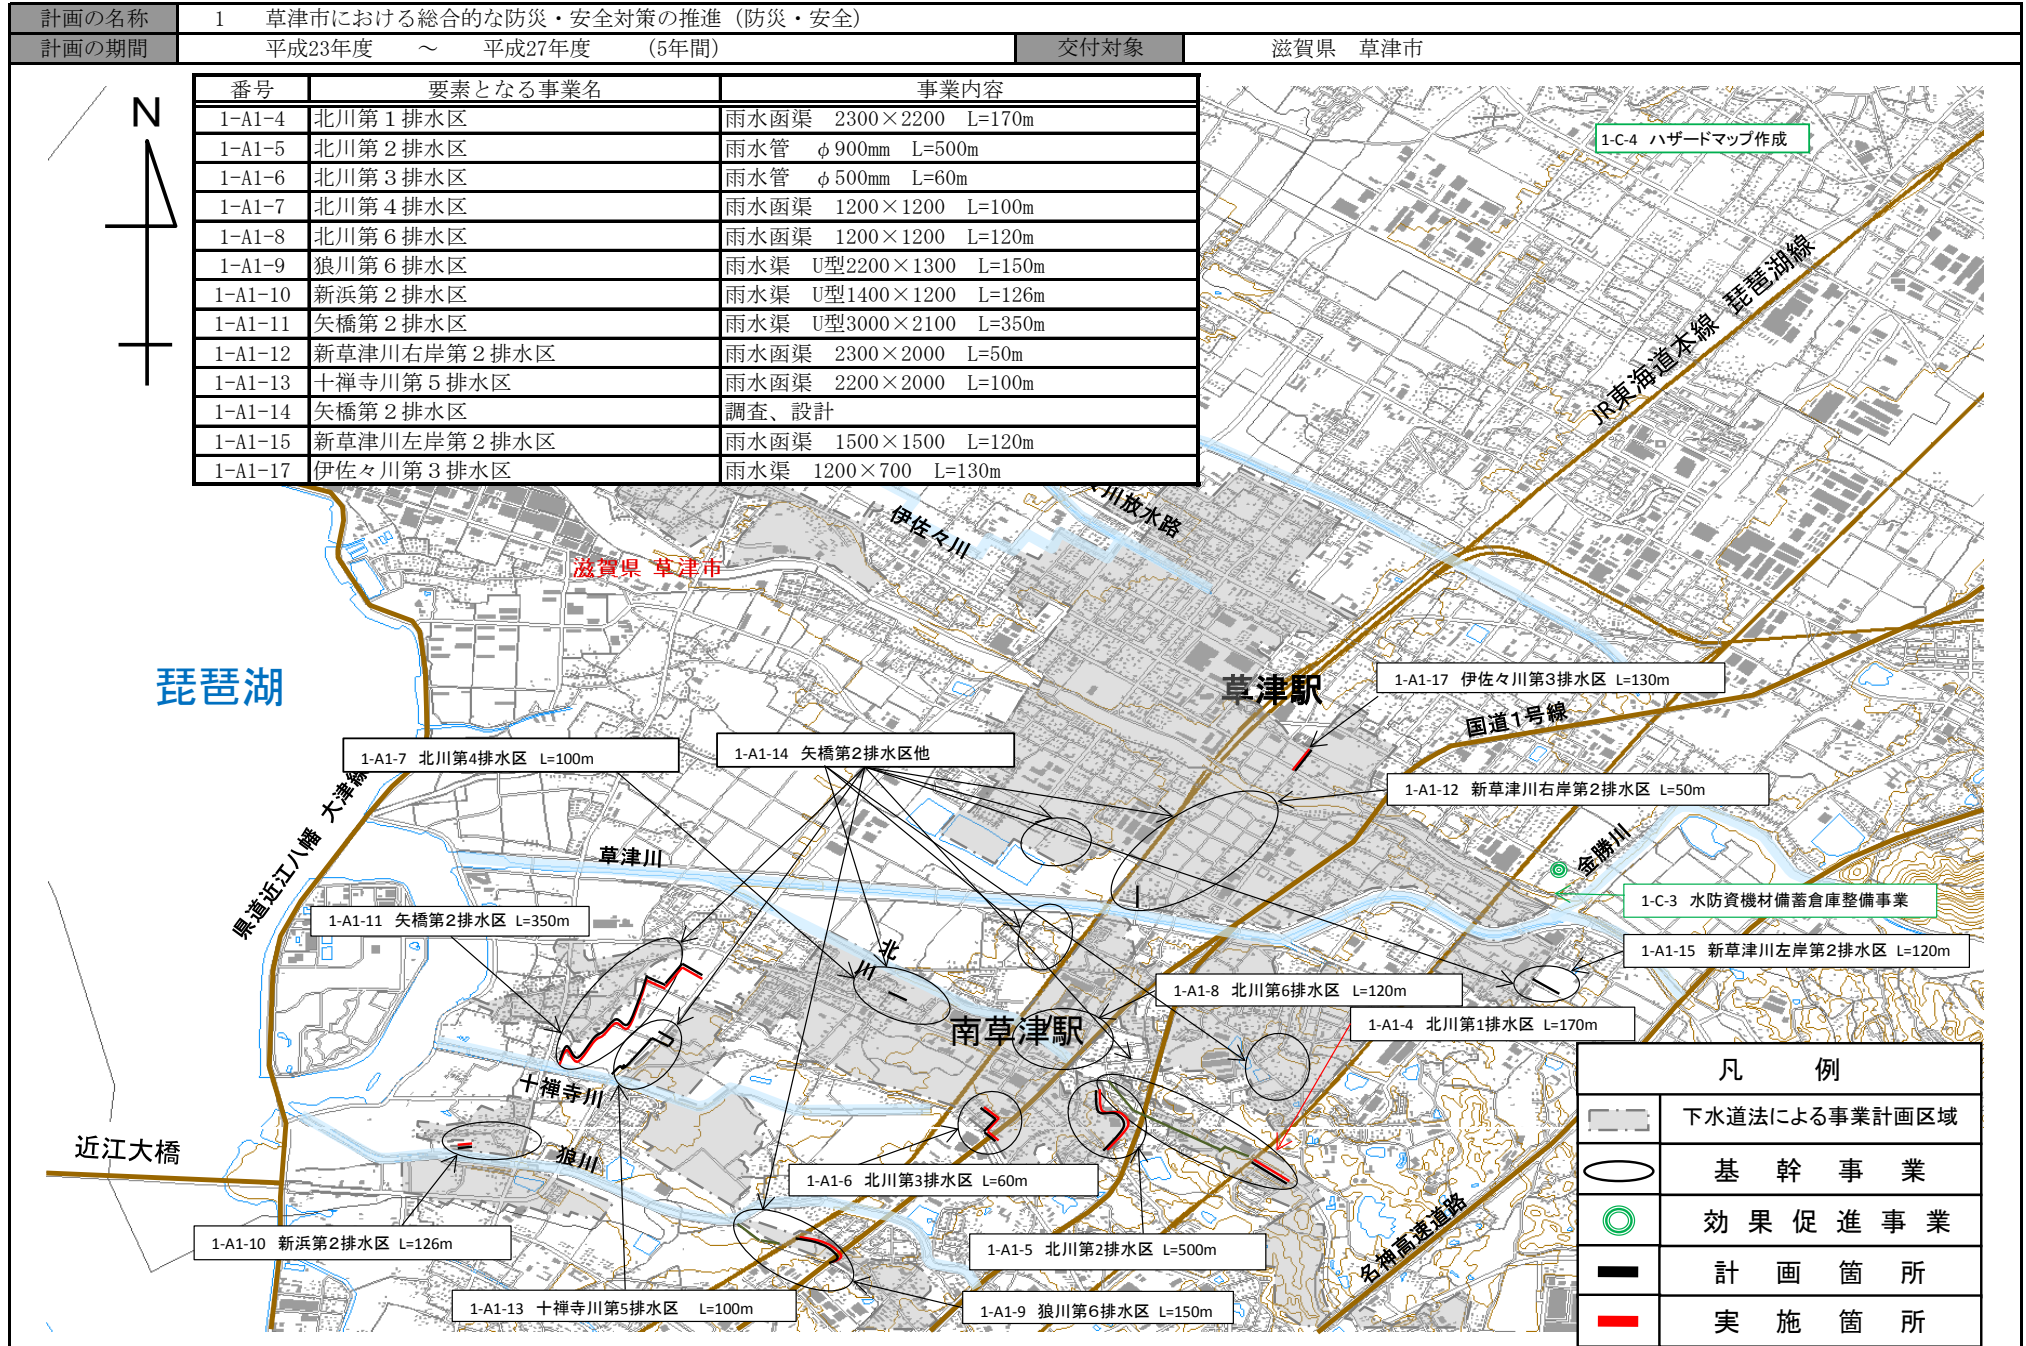 計画の名称 1 草津市における総合的な防災・安全対策の推進（防災・安全）
計画の期間 平成23年度 ～ 平成27年度 （5年間） 交付対象 滋賀県 草津市
番号 要素となる事業名 事業内容
1-A1-4 北川第１排水区 雨水函渠 2300×2200 L=170m
1-A1-5 北川第２排水区 雨水管 φ900mm L=500m
1-A1-6 北川第３排水区 雨水管 φ500mm L=60m
1-A1-7 北川第４排水区 雨水函渠 1200×1200 L=100m
1-A1-8 北川第６排水区 雨水函渠 1200×1200 L=120m
1-A1-9 狼川第６排水区 雨水渠 U型2200×1300 L=150m
1-A1-10 新浜第２排水区 雨水渠 U型1400×1200 L=126m
1-A1-11 矢橋第２排水区 雨水渠 U型3000×2100 L=350m
1-A1-12 新草津川右岸第２排水区 雨水函渠 2300×2000 L=50m
1-A1-13 十禅寺川第５排水区 雨水函渠 2200×2000 L=100m
1-A1-14 矢橋第２排水区 調査、設計
1-A1-15 新草津川左岸第２排水区 雨水函渠 1500×1500 L=120m
1-A1-17 伊佐々川第３排水区 雨水渠 1200×700 L=130m
N
1-C-4 ハザードマップ作成
JR東海道本線 琵琶湖線
川放水路
伊佐々川
滋賀県 草津市
琵琶湖
草津駅
1-A1-17 伊佐々川第3排水区 L=130m
国道1号線
1-A1-7 北川第4排水区 L=100m
1-A1-14 矢橋第2排水区他
1-A1-12 新草津川右岸第2排水区 L=50m
県道近江八幡 大津線
草津川
金勝川
1-C-3 水防資機材備蓄倉庫整備事業
1-A1-11 矢橋第2排水区 L=350m
北川
1-A1-15 新草津川左岸第2排水区 L=120m
1-A1-8 北川第6排水区 L=120m
1-A1-4 北川第1排水区 L=170m
南草津駅
十禅寺川
近江大橋
狼川
1-A1-6 北川第3排水区 L=60m
1-A1-10 新浜第2排水区 L=126m
1-A1-5 北川第2排水区 L=500m
名神高速道路
1-A1-13 十禅寺川第5排水区 L=100m
1-A1-9 狼川第6排水区 L=150m
凡 例
下水道法による事業計画区域
基 幹 事 業
効 果 促 進 事 業
計 画 箇 所
実 施 箇 所